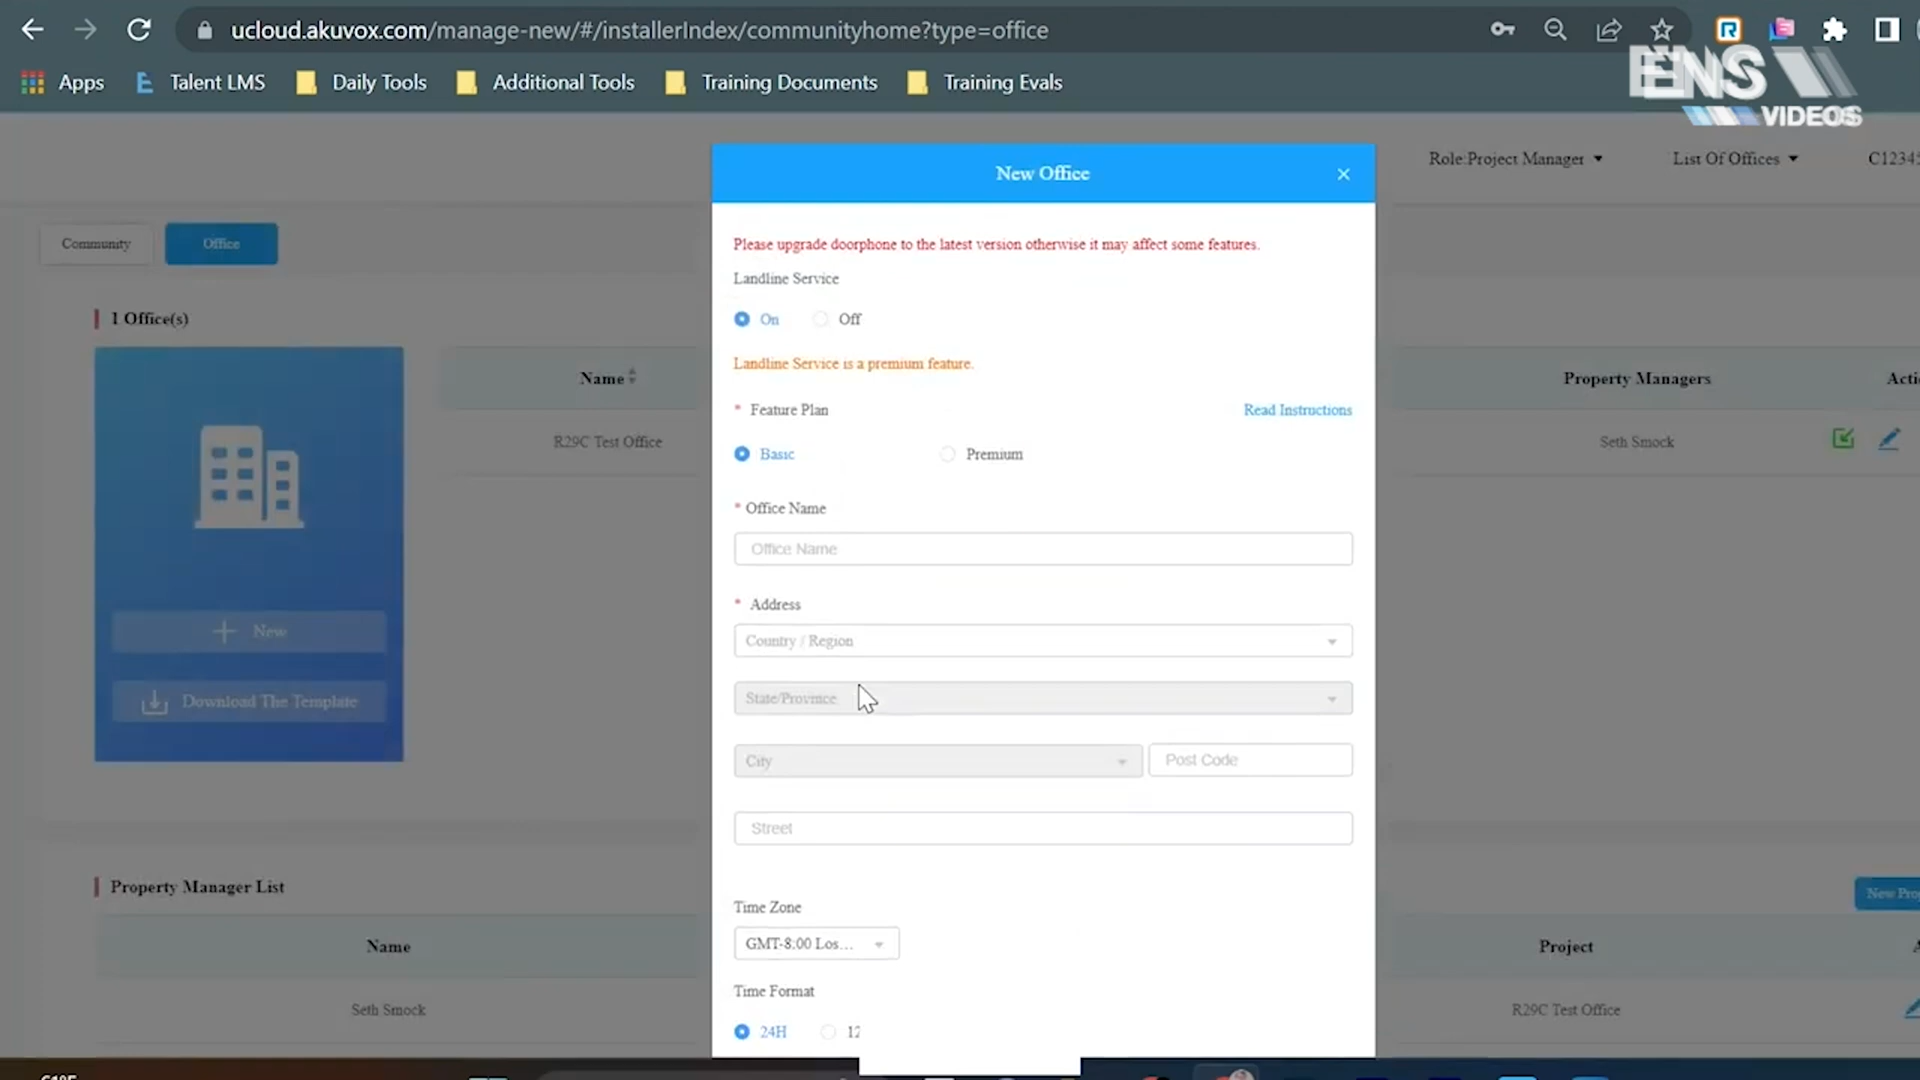 ucloud.akuvox.com/manage-new/#/installerIndex/communityhome?type=office
Apps
Talent LMS
Daily Tools
Additional Tools
Training Documents
Training Evals
ENS
VIDEOS
Role:Project Manager
List Of Offices
C1234
Community
Office
1 Office(s)
New
Download The Template
Name
R29C Test Office
Property Managers
Seth Smock
New Office
Please upgrade doorphone to the latest version otherwise it may affect some features.
Landline Service
On
Off
Landline Service is a premium feature.
* Feature Plan
Read Instructions
Basic
Premium
* Office Name
Office Name
* Address
Country / Region
State/Province
City
Post Code
Street
Time Zone
GMT-8:00 Los...
Time Format
24H
12
Property Manager List
New
Name
Project
Seth Smock
R29C Test Office